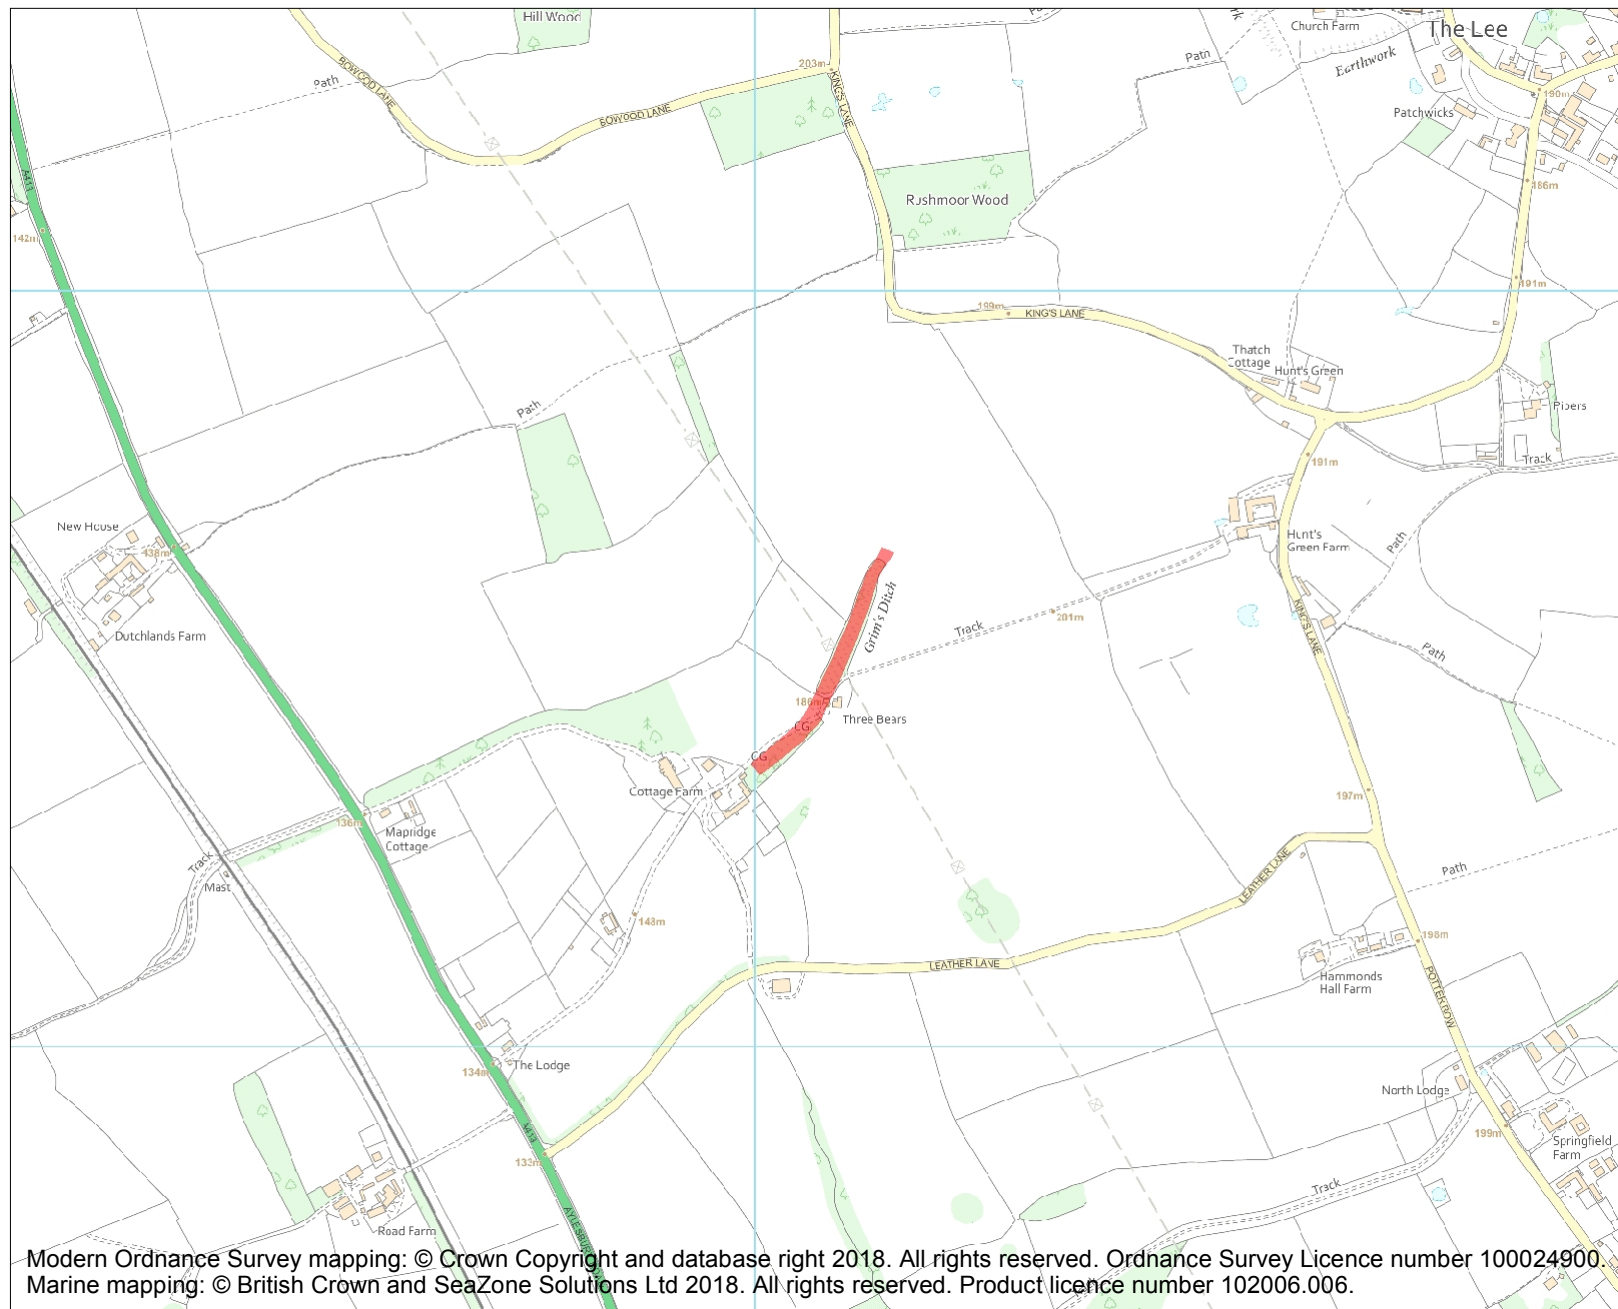 Hill Wood
Church Farm
The Lee
Earthwork
Path
Path
BOWOOD LANE
BOWOOD LANE
203m
KING'S LANE
190m
Patchwicks
186m
A413
Rushmoor Wood
142m
191m
199m
KING'S LANE
Thatch
Cottage
Hunt's Green
Pipers
Path
Track
191m
New House
138m
Hunt's
Green Farm
Path
Grim's Ditch
Track
201m
KING'S LANE
Dutchlands Farm
Path
186m
CG
Three Bears
CG
Cottage Farm
197m
136m
Mapridge
Cottage
Track
Mast
LEATHER LANE
Path
148m
198m
LEATHER LANE
Hammonds
Hall Farm
POTTER ROW
The Lodge
134m
North Lodge
A413
133m
199m
Springfield
Farm
Track
Road Farm
Modern Ordnance Survey mapping: © Crown Copyright and database right 2018. All rights reserved. Ordnance Survey Licence number 100024900.
Marine mapping: © British Crown and SeaZone Solutions Ltd 2018. All rights reserved. Product licence number 102006.006.